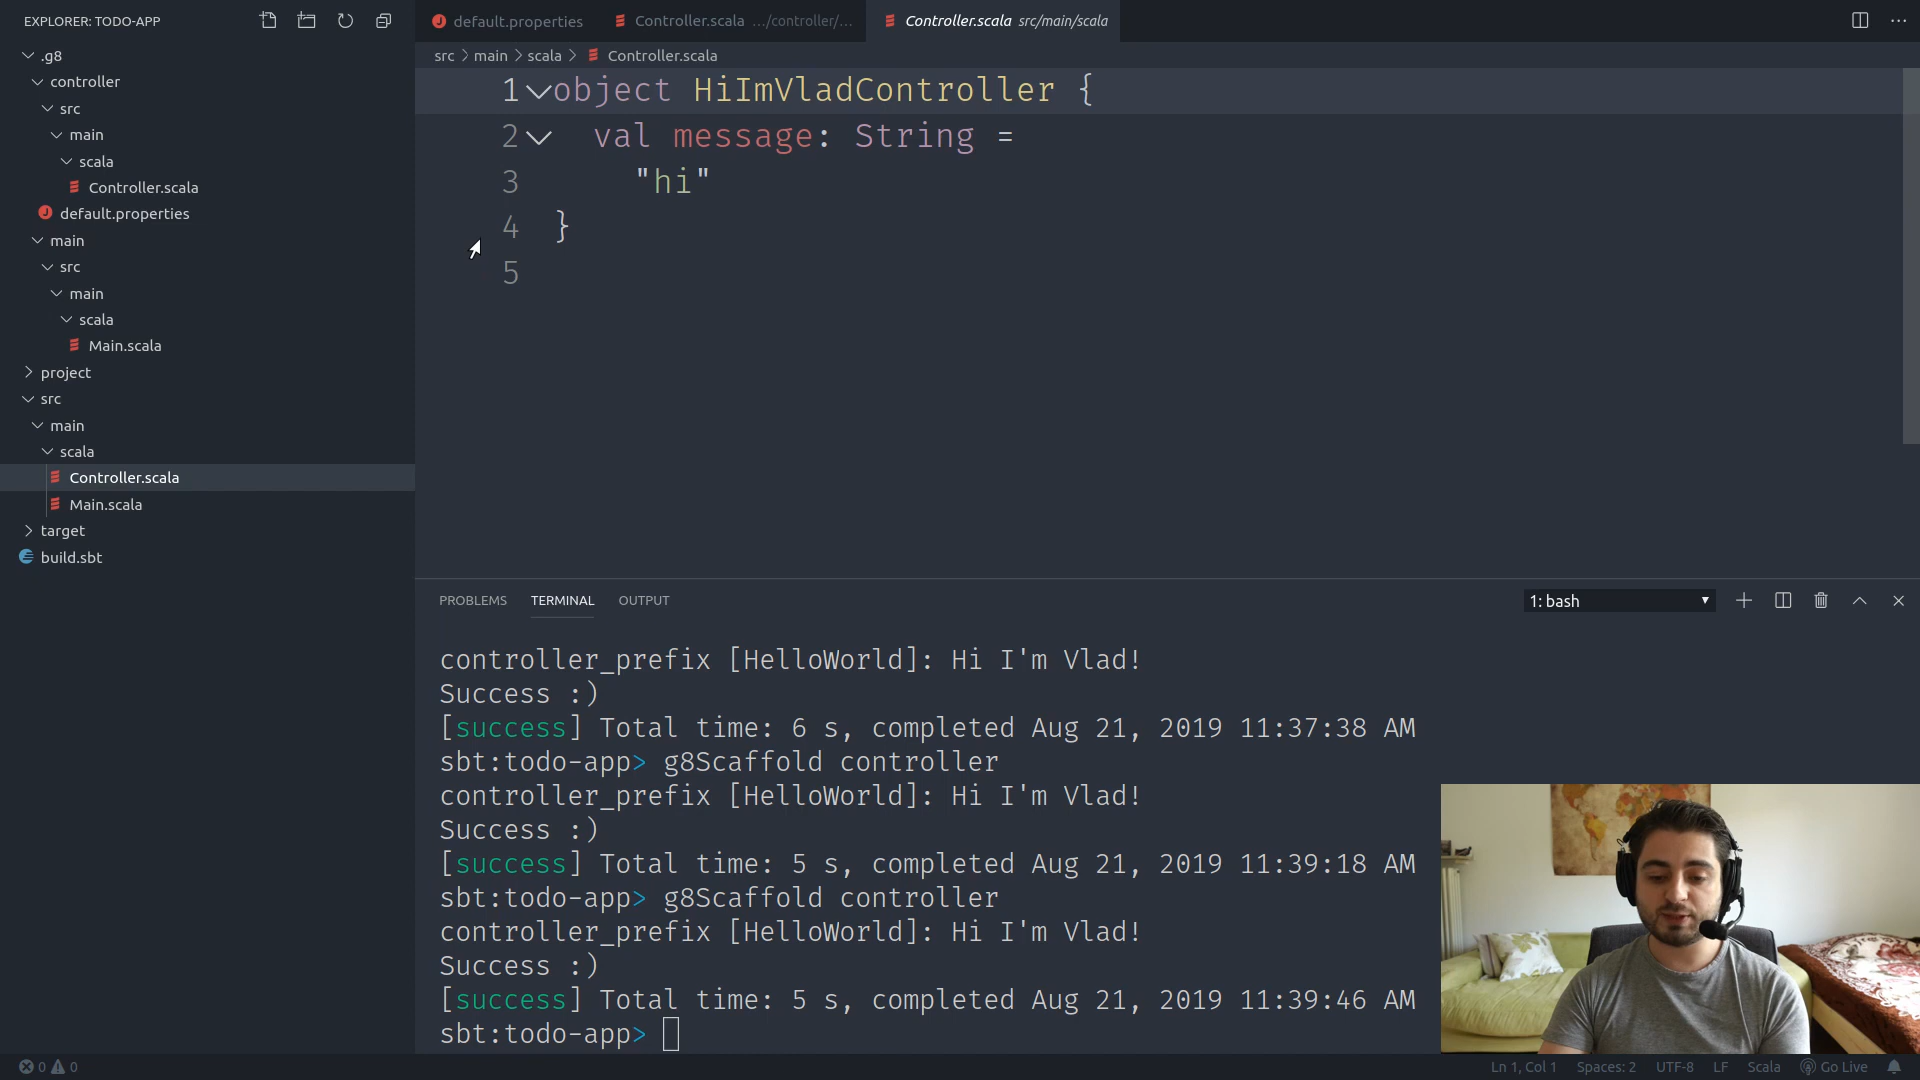 EXPLORER: TODO-APP
.g8
controller
src
main
scala
Controller.scala
default.properties
main
src
main
scala
Main.scala
project
src
main
scala
Controller.scala
Main.scala
target
build.sbt
default.properties
Controller.scala .../controller/...
Controller.scala src/main/scala
src > main > scala > Controller.scala
1 object HiImVladController {
2 val message: String =
3 "hi"
4 }
5
PROBLEMS TERMINAL OUTPUT
1: bash
controller_prefix [HelloWorld]: Hi I'm Vlad!
Success :)
[success] Total time: 6 s, completed Aug 21, 2019 11:37:38 AM
sbt:todo-app> g8Scaffold controller
controller_prefix [HelloWorld]: Hi I'm Vlad!
Success :)
[success] Total time: 5 s, completed Aug 21, 2019 11:39:18 AM
sbt:todo-app> g8Scaffold controller
controller_prefix [HelloWorld]: Hi I'm Vlad!
Success :)
[success] Total time: 5 s, completed Aug 21, 2019 11:39:46 AM
sbt:todo-app>
0 0
Ln 1, Col 1 Spaces: 2 UTF-8 LF Scala Go Live